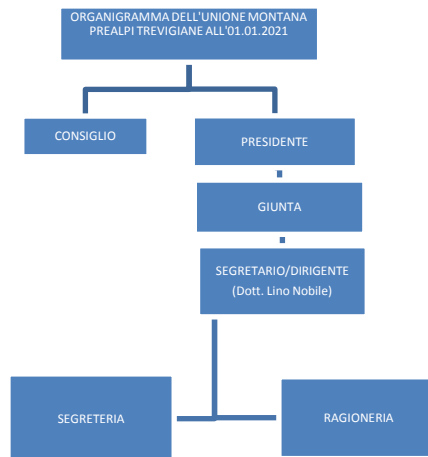 ORGANIGRAMMA DELL'UNIONE MONTANA
PREALPI TREVIGIANE ALL'01.01.2021
CONSIGLIO
PRESIDENTE
GIUNTA
SEGRETARIO/DIRIGENTE
(Dott. Lino Nobile)
SEGRETERIA
RAGIONERIA